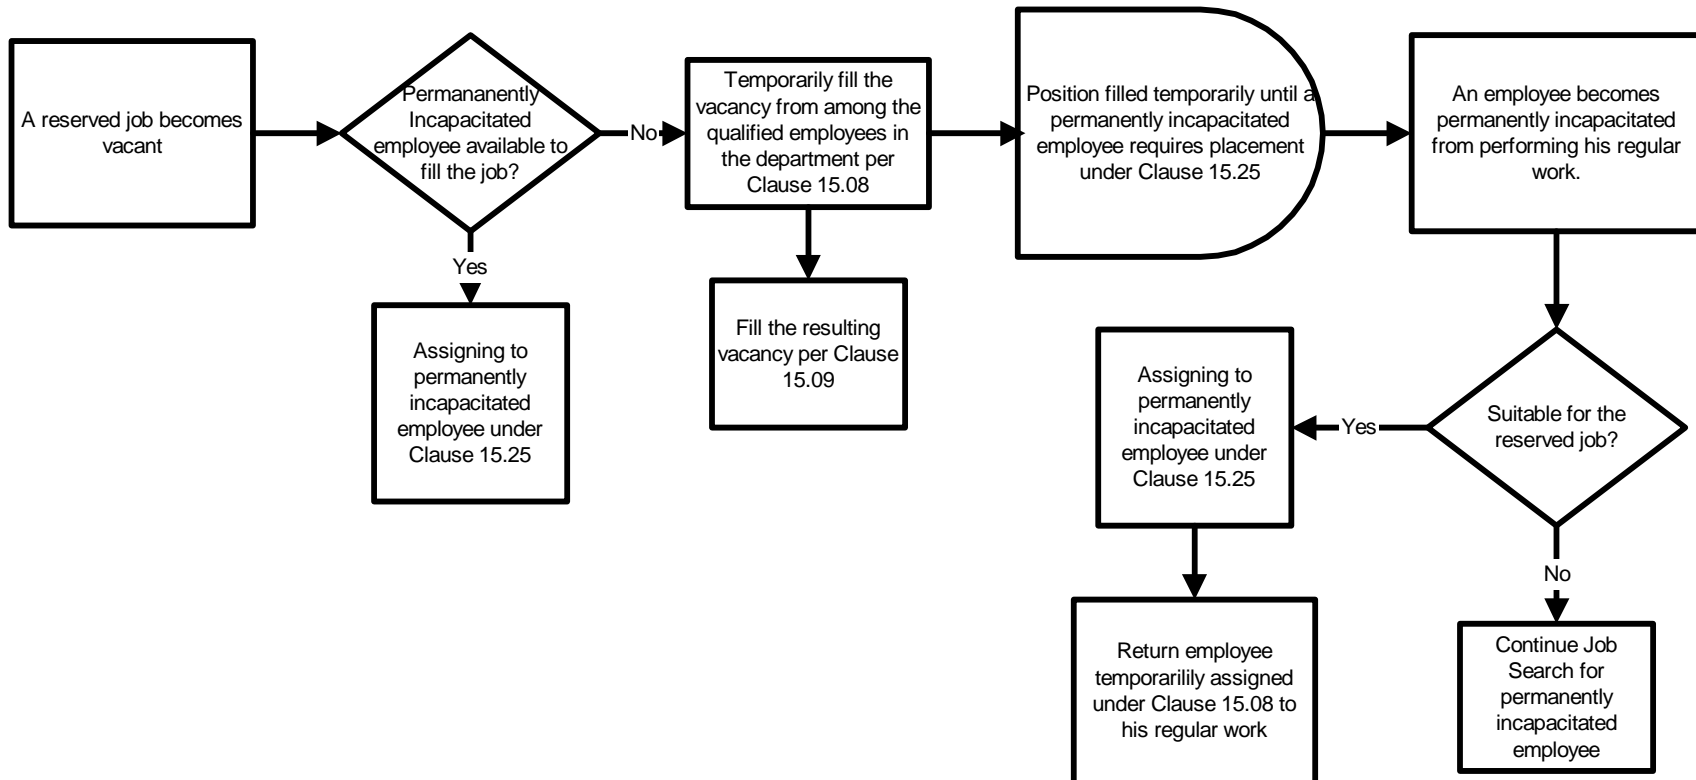 A reserved job becomes
vacant
Permananently
Incapacitated
employee available to
fill the job?
No
Yes
Assigning to
permanently
incapacitated
employee under
Clause 15.25
Temporarily fill the
vacancy from among the
qualified employees in
the department per
Clause 15.08
Fill the resulting
vacancy per Clause
15.09
Position filled temporarily until a
permanently incapacitated
employee requires placement
under Clause 15.25
An employee becomes
permanently incapacitated
from performing his regular
work.
Suitable for the
reserved job?
Yes
Assigning to
permanently
incapacitated
employee under
Clause 15.25
Return employee
temporarilily assigned
under Clause 15.08 to
his regular work
No
Continue Job
Search for
permanently
incapacitated
employee